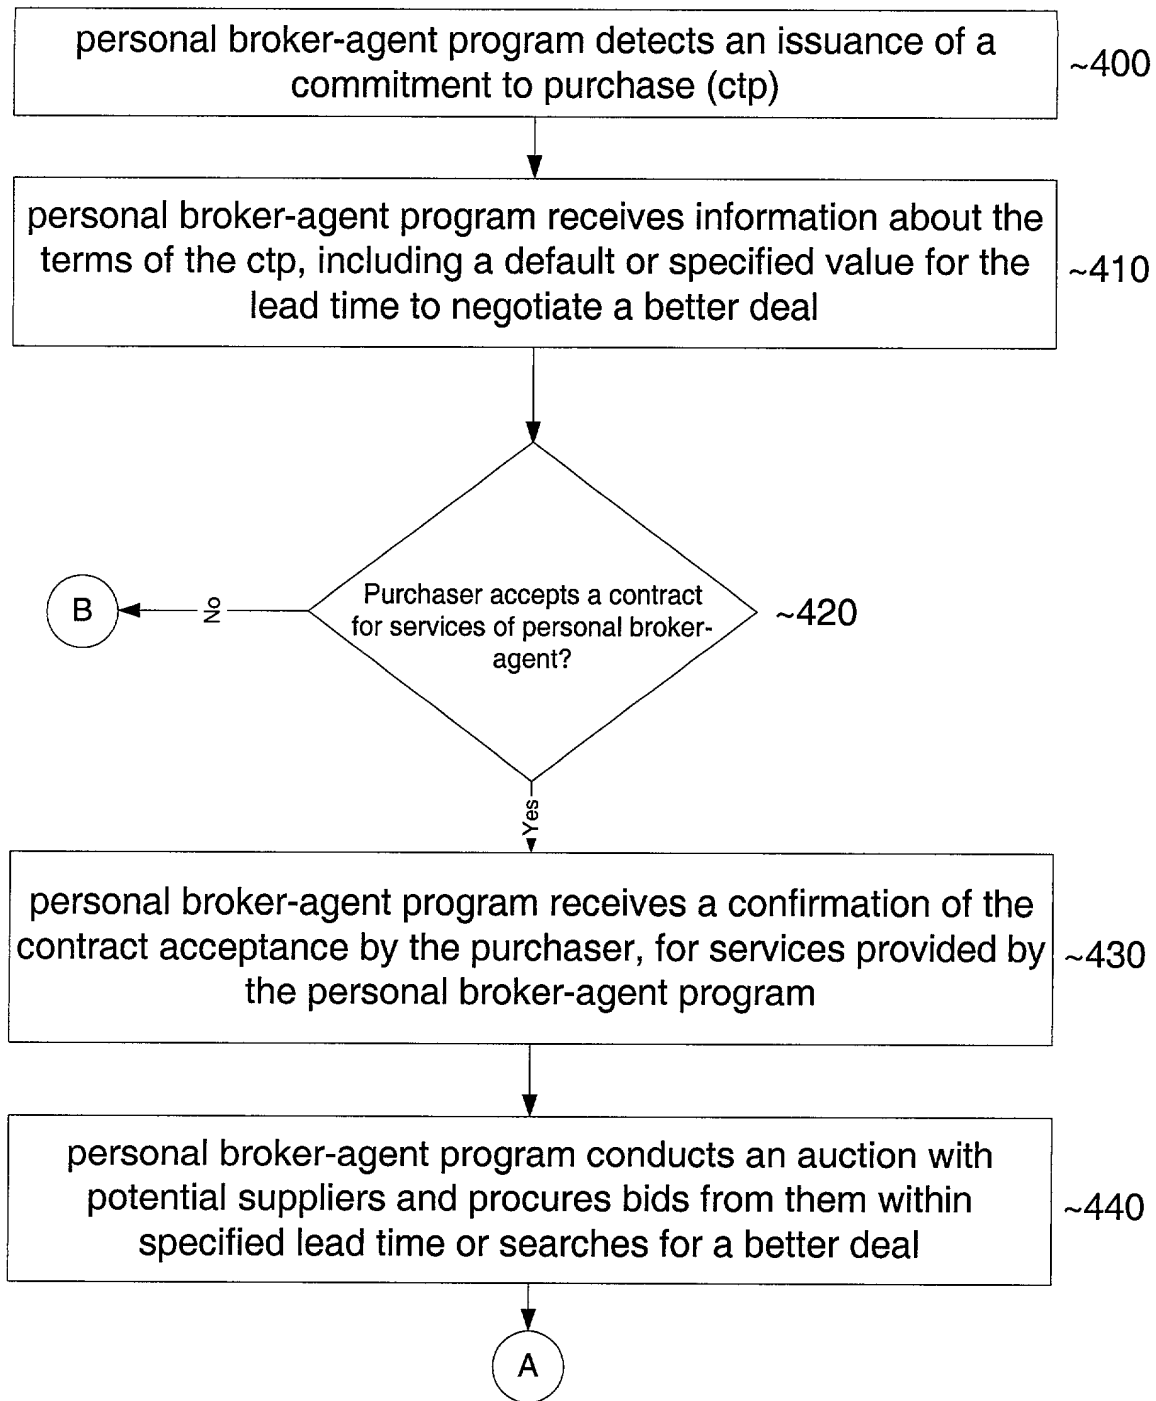 personal broker-agent program detects an issuance of a
commitment to purchase (ctp)
~400
personal broker-agent program receives information about the
terms of the ctp, including a default or specified value for the
lead time to negotiate a better deal
~410
Purchaser accepts a contract
for services of personal broker-
agent?
~420
No
B
Yes
personal broker-agent program receives a confirmation of the
contract acceptance by the purchaser, for services provided by
the personal broker-agent program
~430
personal broker-agent program conducts an auction with
potential suppliers and procures bids from them within
specified lead time or searches for a better deal
~440
A